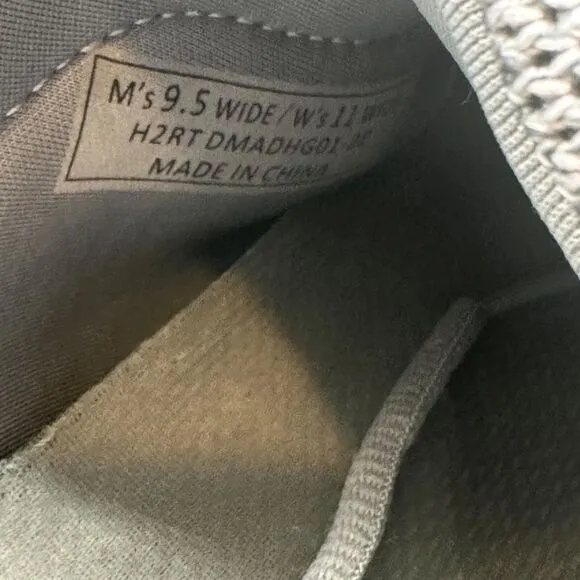 M's 9.5 WIDE / W's 11
H2RT DMADHG01
MADE IN CHINA